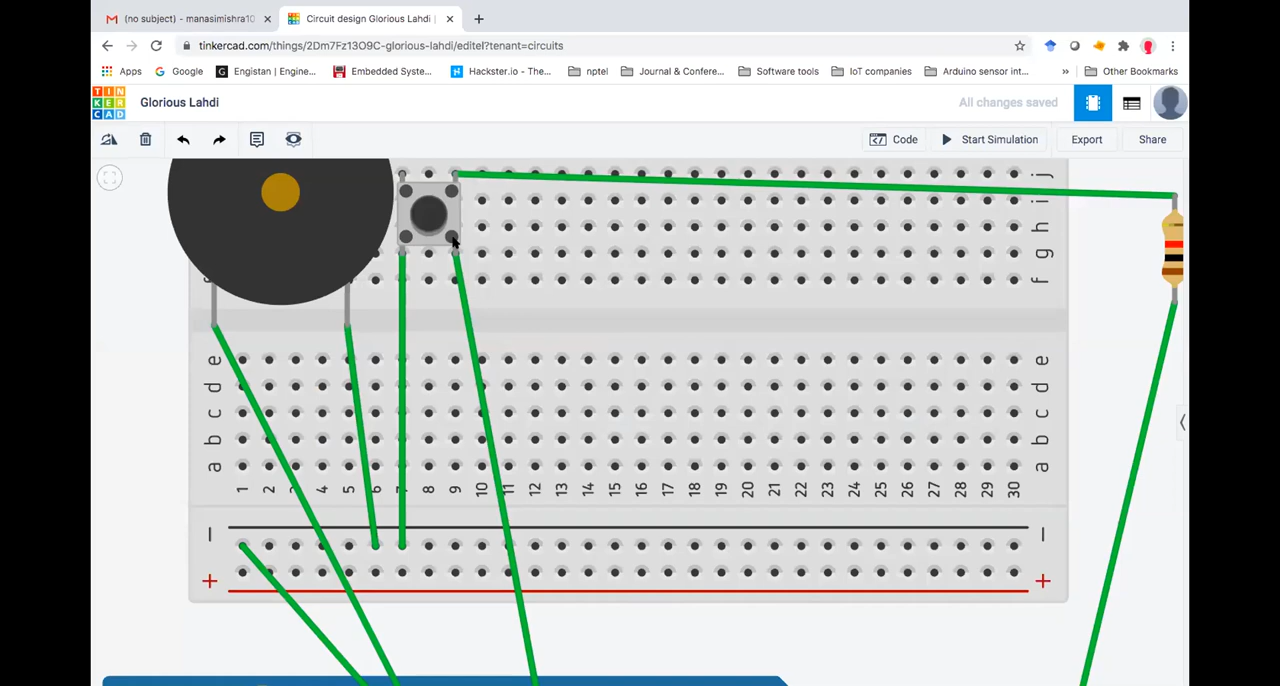 (no subject) - manasimishra10
Circuit design Glorious Lahdi |
tinkercad.com/things/2Dm7Fz13O9C-glorious-lahdi/editel?tenant=circuits
Apps Google Engistan | Engine... Embedded Syste... Hackster.io - The... nptel Journal & Confere... Software tools IoT companies Arduino sensor int... » Other Bookmarks
TIN
KER
CAD
Glorious Lahdi
All changes saved
Code Start Simulation Export Share
j
i
h
g
f
j
i
h
g
f
e e
d d
c c
b b
a a
1 2 3 4 5 6 7 8 9 10 11 12 13 14 15 16 17 18 19 20 21 22 23 24 25 26 27 28 29 30